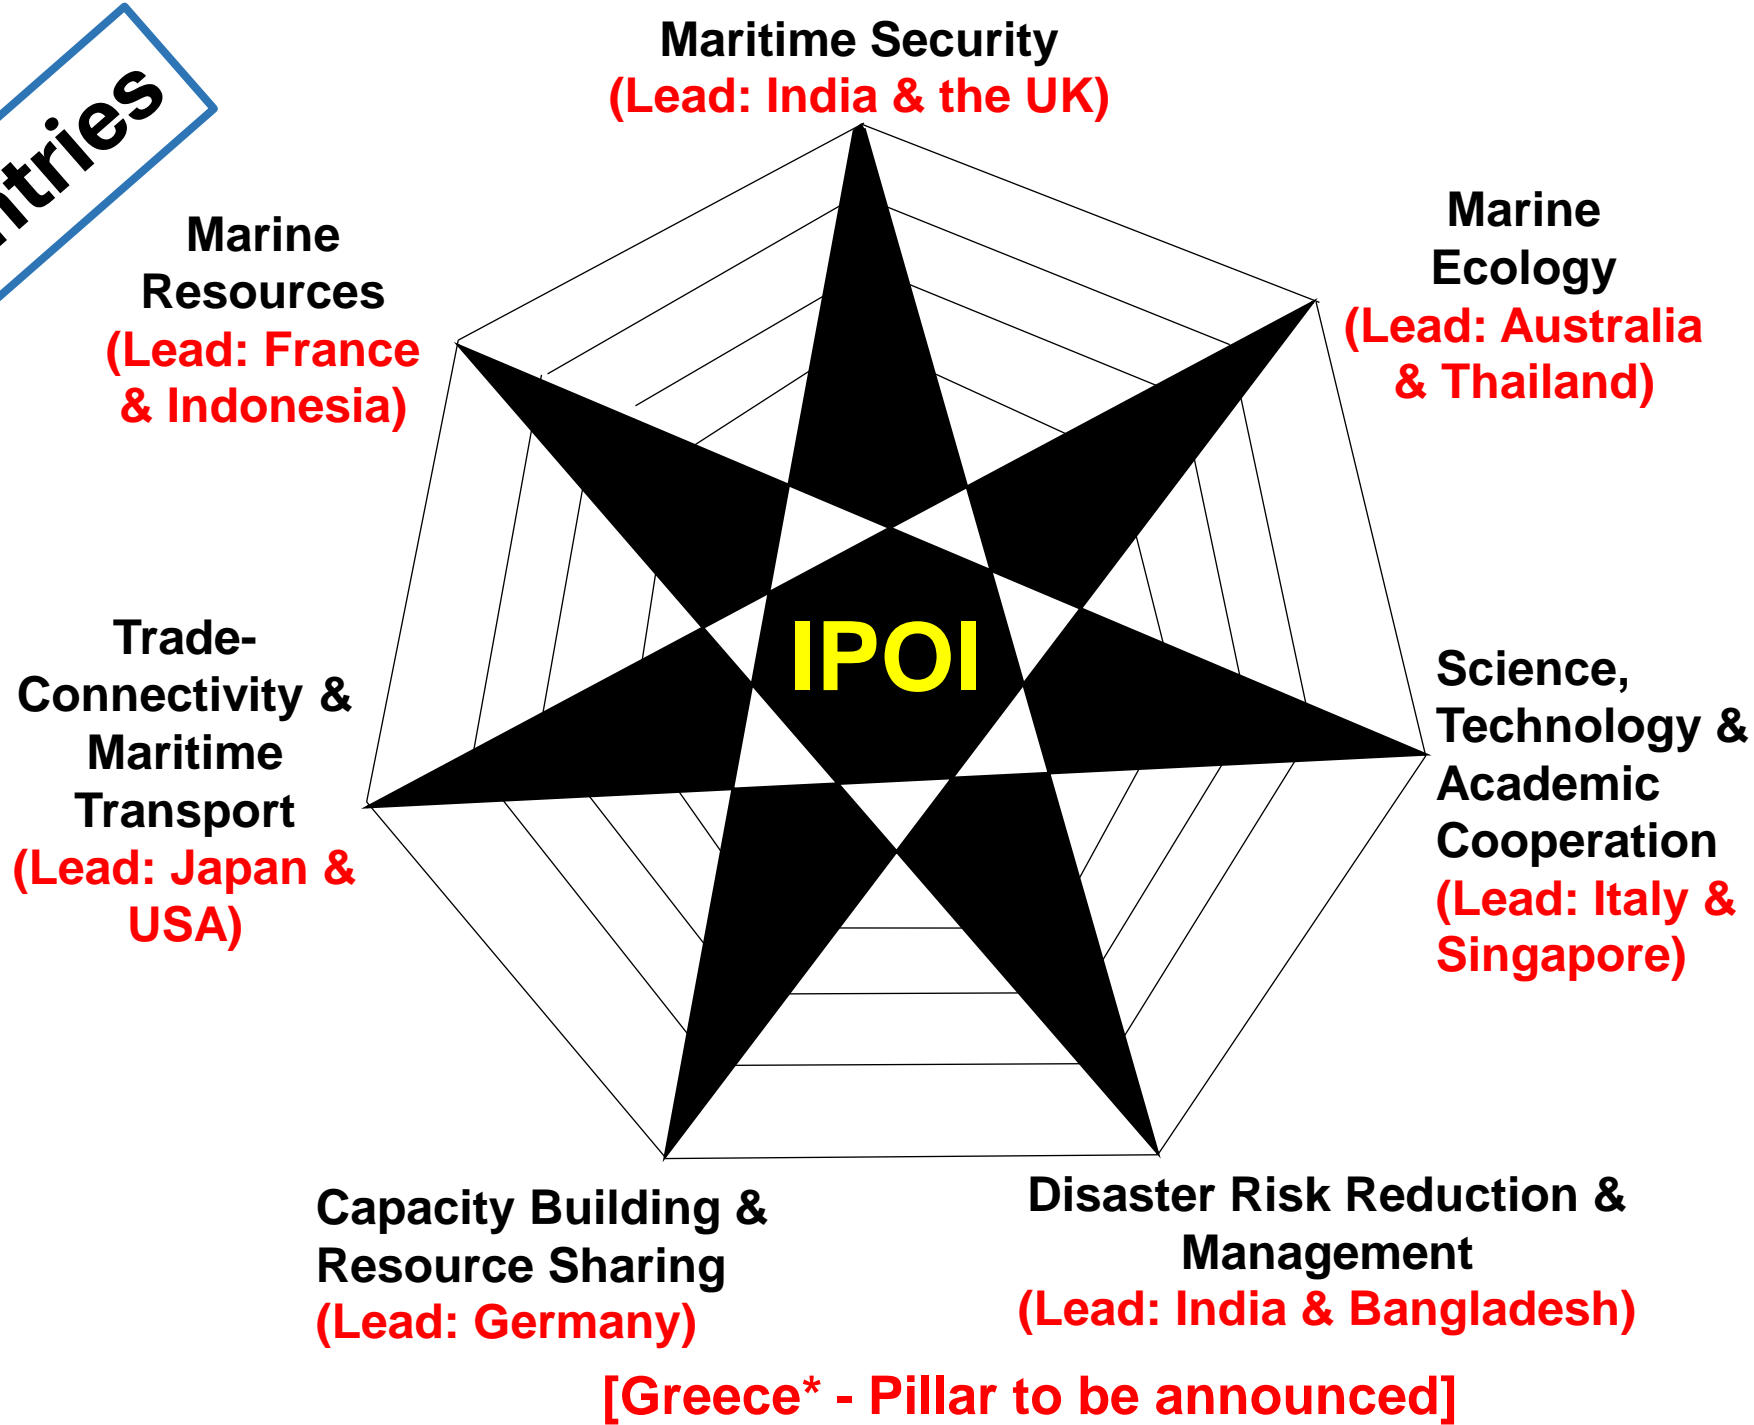 Maritime Security
(Lead: India & the UK)
Marine
Ecology
(Lead: Australia
& Thailand)
Marine
Resources
(Lead: France
& Indonesia)
IPOI
Trade-
Connectivity &
Maritime
Transport
(Lead: Japan &
USA)
Science,
Technology &
Academic
Cooperation
(Lead: Italy &
Singapore)
Capacity Building &
Resource Sharing
(Lead: Germany)
Disaster Risk Reduction &
Management
(Lead: India & Bangladesh)
[Greece* - Pillar to be announced]